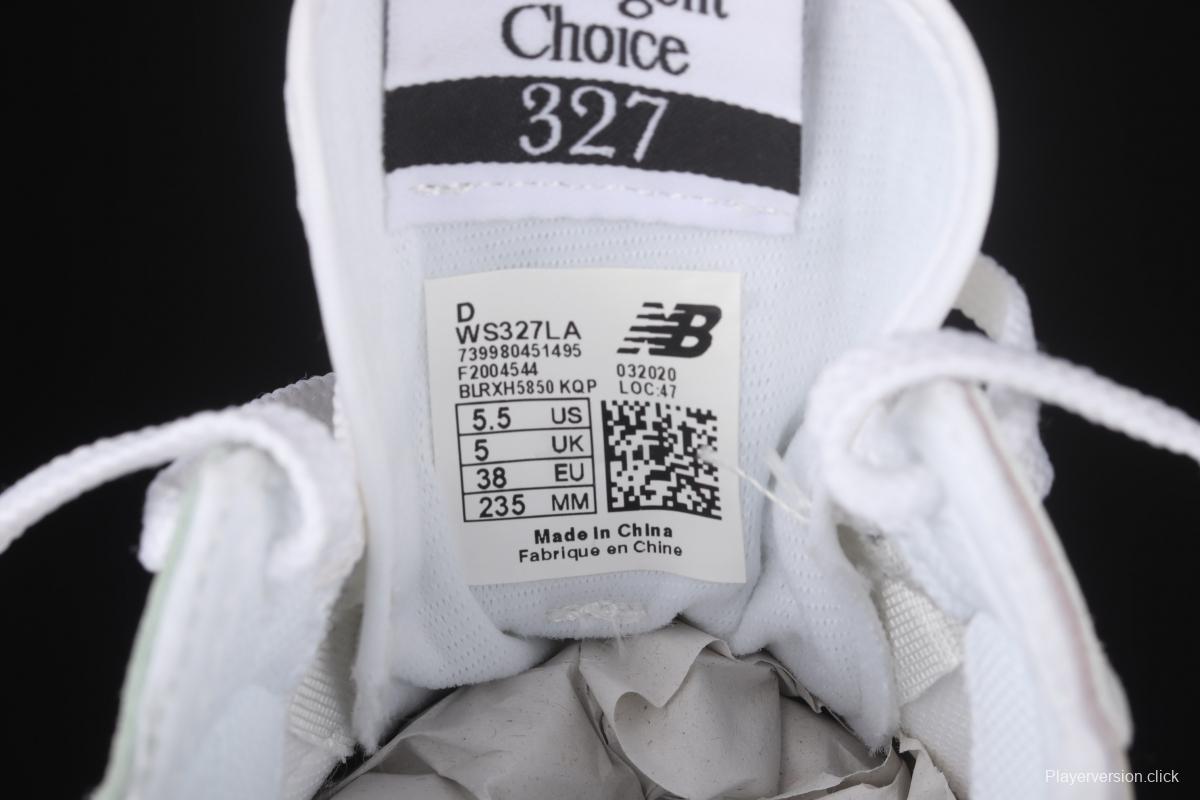 Choice
327
D
WS327LA
739980451495
F2004544
BLRXH5850 KQP
NB
032020
LOC:47
5.5 US
5 UK
38 EU
235 MM
Made In China
Fabrique en Chine
Playerversion.click